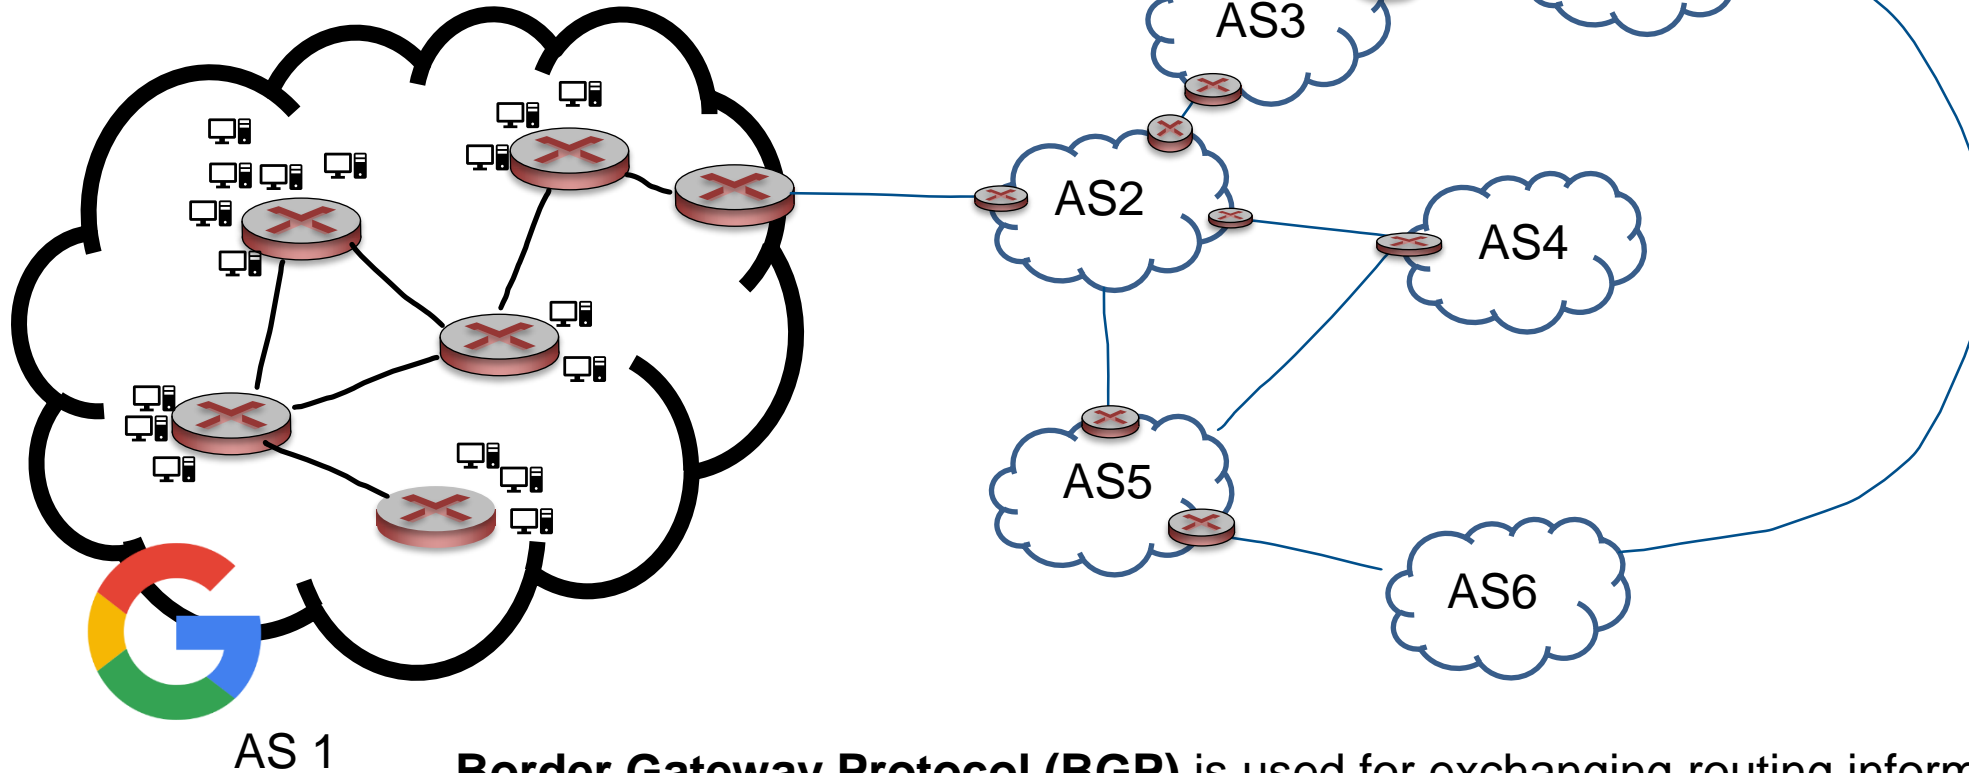 AS3
AS2
AS4
AS5
AS6
AS 1
Border Gateway Protocol (BGP) is used for exchanging routing inform